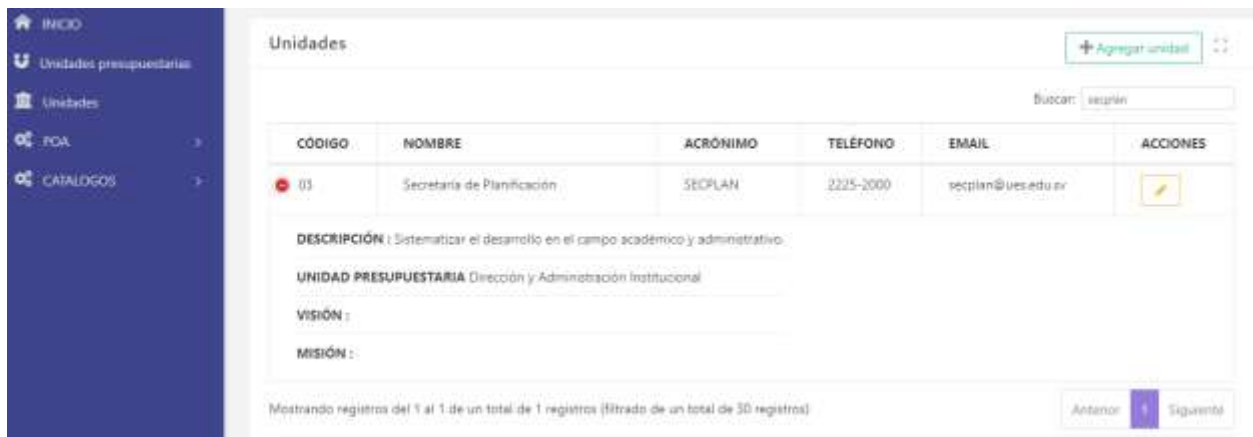 INICIO
Unidades presupuestarias
Unidades
POA
CATALOGOS
Unidades
Agregar unidad
Buscar: secplan
CÓDIGO NOMBRE ACRÓNIMO TELÉFONO EMAIL ACCIONES
03 Secretaría de Planificación SECPLAN 2225-2000 secplan@ues.edu.sv
DESCRIPCIÓN : Sistematizar el desarrollo en el campo académico y administrativo.
UNIDAD PRESUPUESTARIA Dirección y Administración Institucional
VISIÓN :
MISIÓN :
Mostrando registros del 1 al 1 de un total de 1 registros (filtrado de un total de 30 registros)
Anterior 1 Siguiente